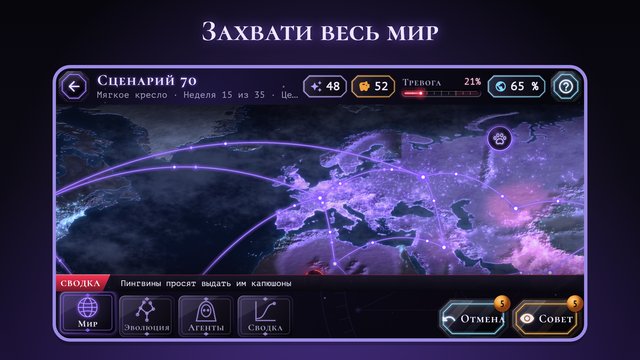 Захвати весь мир
Сценарий 70
Мягкое кресло · Неделя 15 из 35 · Це…
48
52
Тревога 21%
65 %
СВОДКА
Пингвины просят выдать им капюшоны
Мир
Эволюция
Агенты
Сводка
Отмена
5
Совет
5